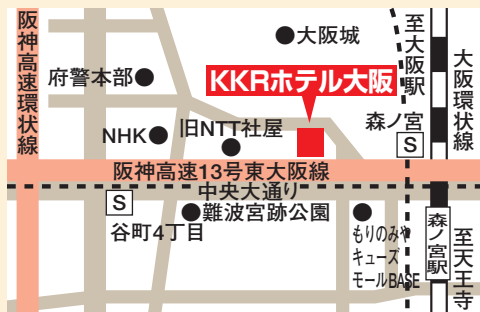 阪神高速環状線
大阪城
至大阪駅
大阪環状線
府警本部
KKRホテル大阪
NHK
旧NTT社屋
森ノ宮
S
阪神高速13号東大阪線
中央大通り
S
谷町4丁目
難波宮跡公園
もりのみや
キューズ
モールBASE
森ノ宮駅
至天王寺